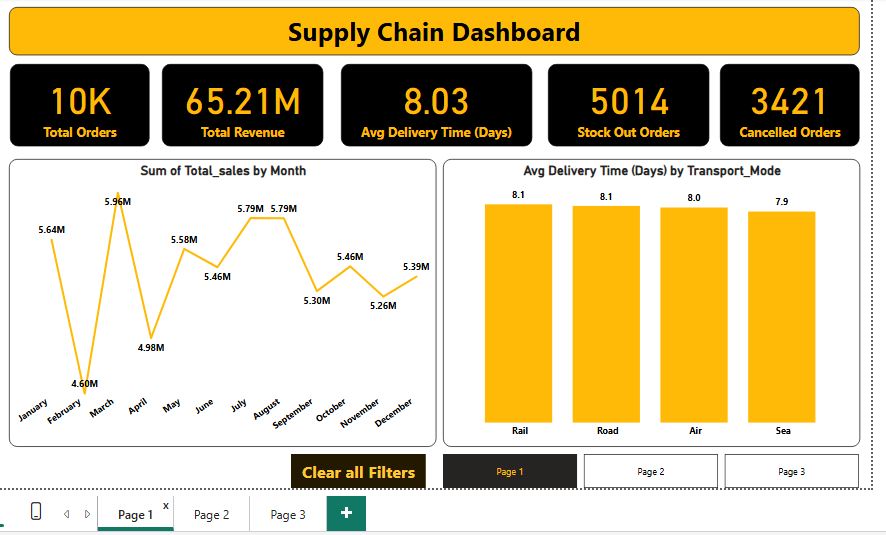 Supply Chain Dashboard
10K
Total Orders
65.21M
Total Revenue
8.03
Avg Delivery Time (Days)
5014
Stock Out Orders
3421
Cancelled Orders
Sum of Total_sales by Month
5.64M
4.60M
5.96M
4.98M
5.58M
5.46M
5.79M
5.79M
5.30M
5.46M
5.26M
5.39M
January
February
March
April
May
June
July
August
September
October
November
December
Avg Delivery Time (Days) by Transport_Mode
8.1
8.1
8.0
7.9
Rail
Road
Air
Sea
Clear all Filters
Page 1
Page 2
Page 3
Page 1 x
Page 2
Page 3
+